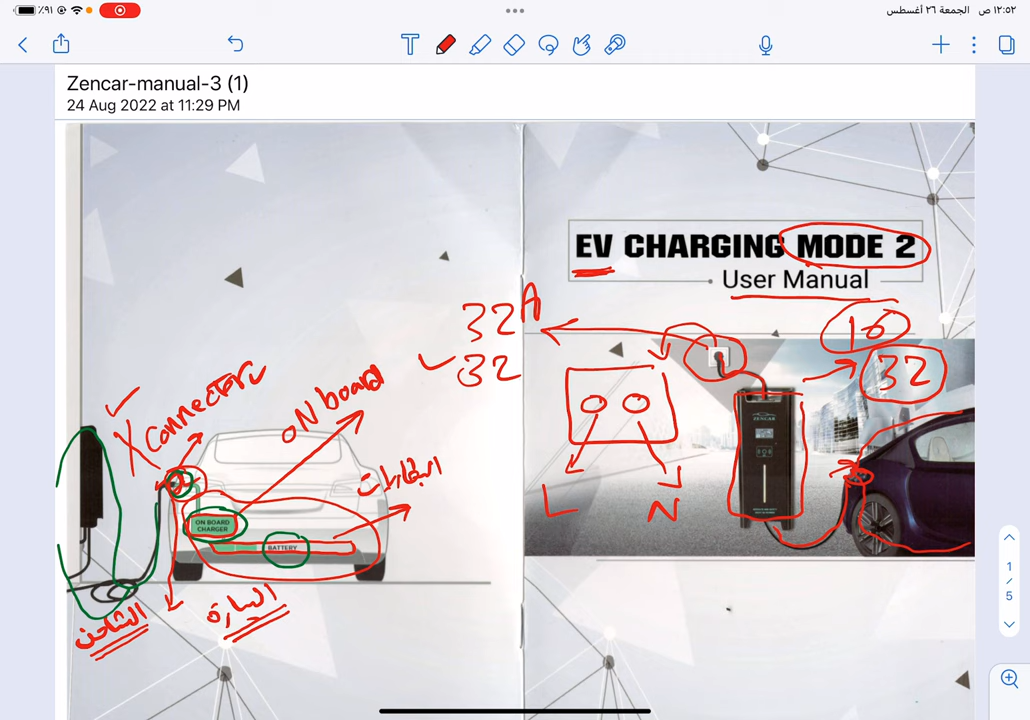 ١٢:٥٢ ص الجمعة ٢٦ أغسطس
٪٩١
Zencar-manual-3 (1)
24 Aug 2022 at 11:29 PM
EV CHARGING MODE 2
User Manual
32A
32
16
32
L
N
ZENCAR
Connector
ON board
البطاريات
ON BOARD
CHARGER
BATTERY
السيارة
الشاحن
1
/
5